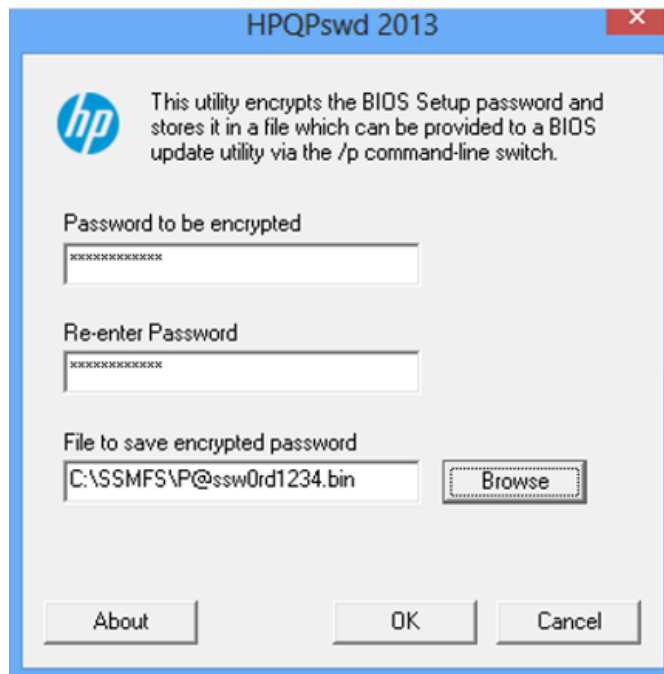 HPQPswd 2013
hp
This utility encrypts the BIOS Setup password and
stores it in a file which can be provided to a BIOS
update utility via the /p command-line switch.
Password to be encrypted
************
Re-enter Password
************
File to save encrypted password
C:\SSMFS\P@ssw0rd1234.bin
Browse
About
OK
Cancel